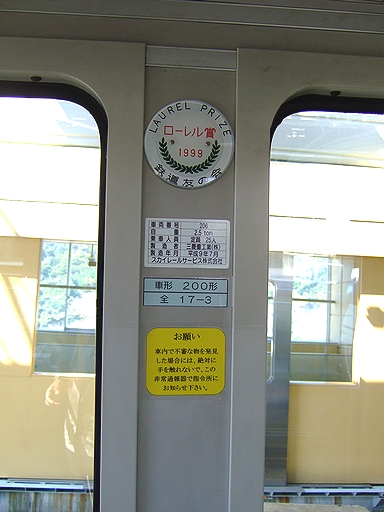 LAUREL PRIZE
ローレル賞
1999
鉄道友の会
車両番号 206
自重 2.5 ton
乗車人員 定員 25人
製造者 三菱重工業(株)
製造年月 平成9年7月
スカイレールサービス株式会社
車形 200形
全 17-3
お願い
車内で不審な物を発見
した場合には、絶対に
手を触れないで、この
非常通報器で指令所に
お知らせ下さい。